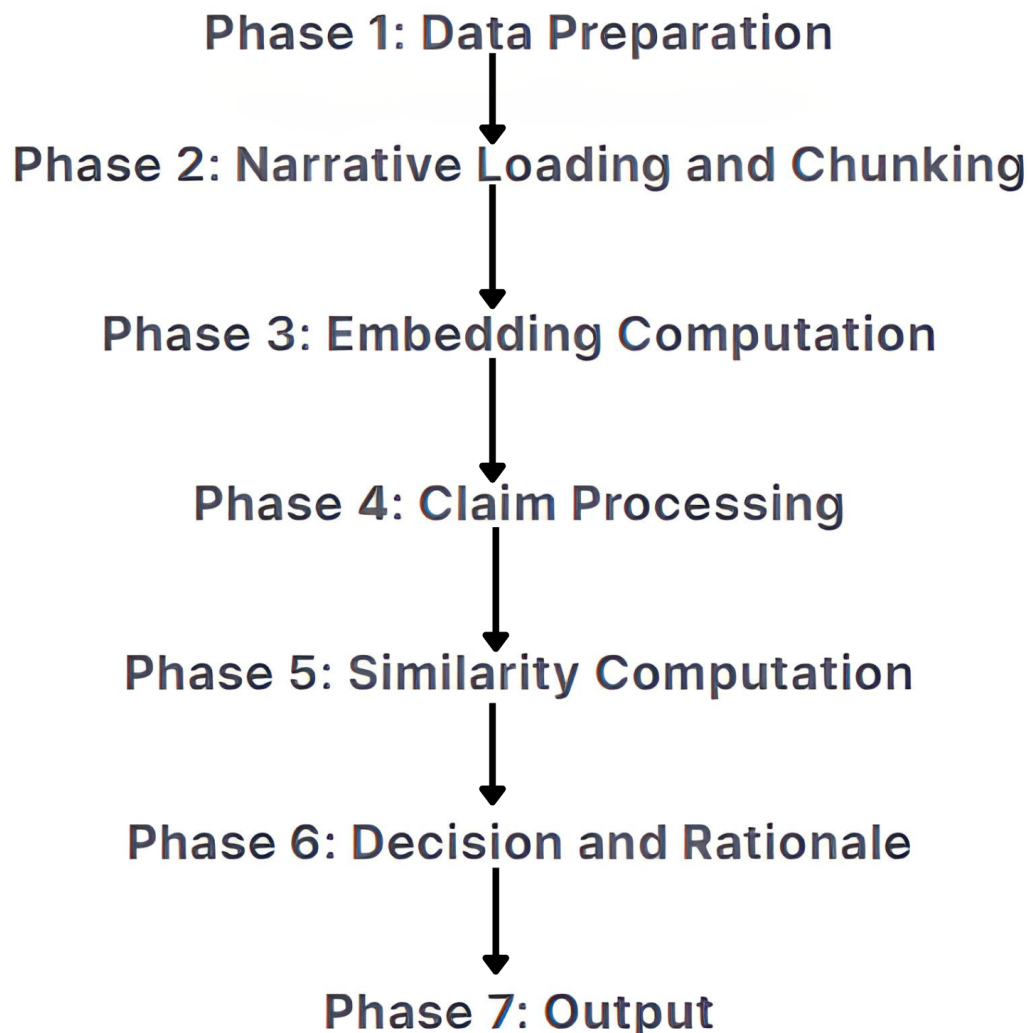 Phase 1: Data Preparation
Phase 2: Narrative Loading and Chunking
Phase 3: Embedding Computation
Phase 4: Claim Processing
Phase 5: Similarity Computation
Phase 6: Decision and Rationale
Phase 7: Output